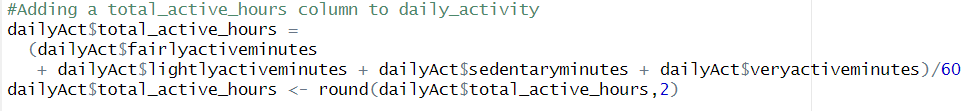 #Adding a total_active_hours column to daily_activity
dailyAct$total_active_hours =
(dailyAct$fairlyactiveminutes
+ dailyAct$lightlyactiveminutes + dailyAct$sedentaryminutes + dailyAct$veryactiveminutes)/60
dailyAct$total_active_hours <- round(dailyAct$total_active_hours,2)